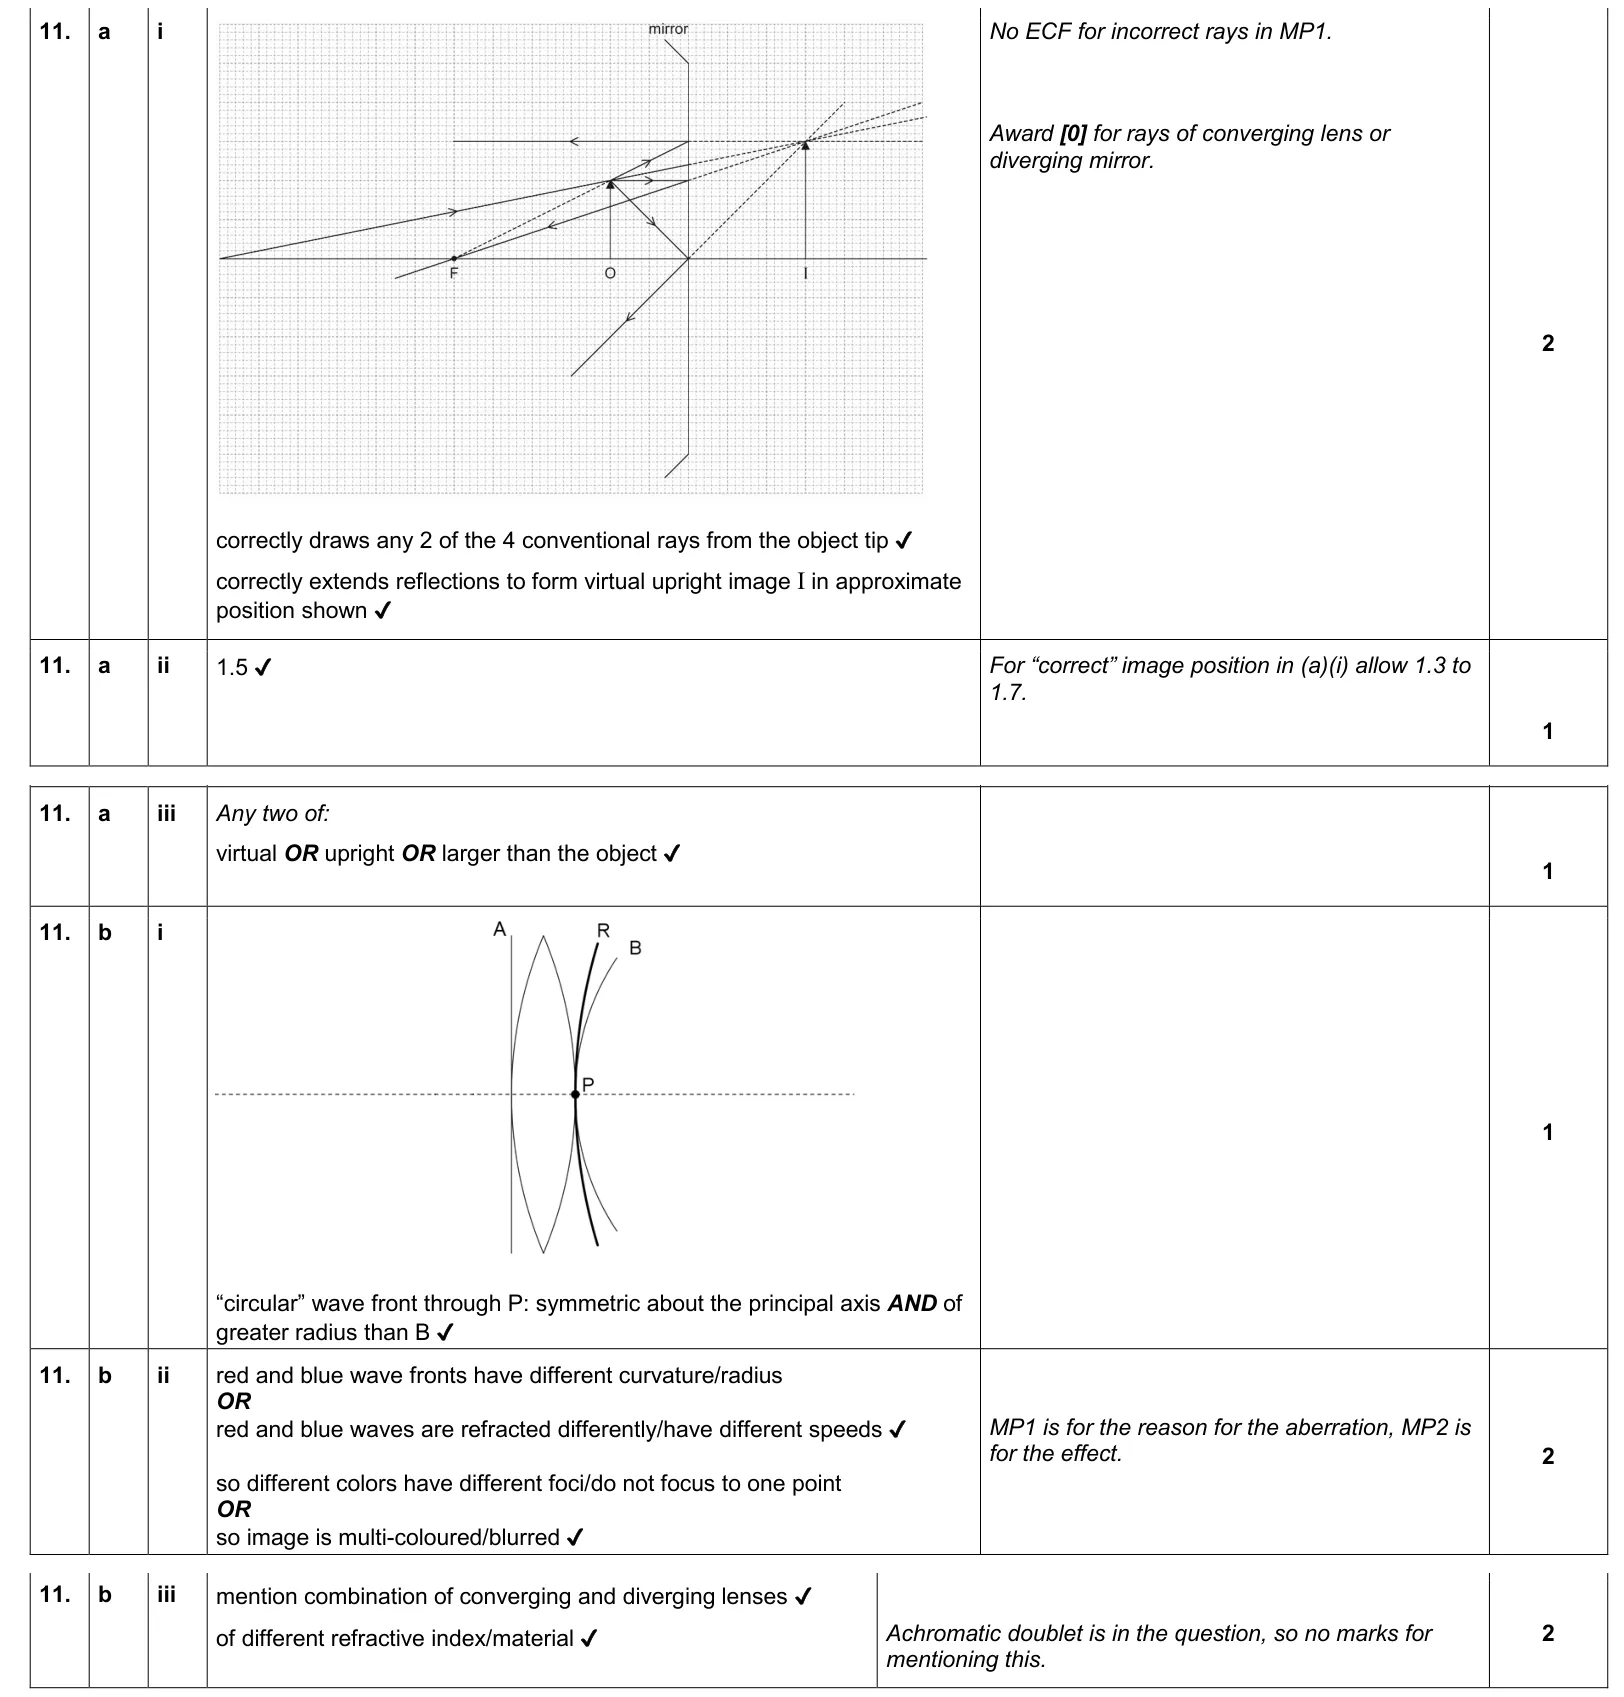 11. a i
mirror
F O I
No ECF for incorrect rays in MP1.
Award [0] for rays of converging lens or
diverging mirror.
correctly draws any 2 of the 4 conventional rays from the object tip ✓
correctly extends reflections to form virtual upright image I in approximate
position shown ✓
2
11. a ii 1.5 ✓
For “correct” image position in (a)(i) allow 1.3 to
1.7.
1
11. a iii Any two of:
virtual OR upright OR larger than the object ✓
1
11. b i
A R
B
P
“circular” wave front through P: symmetric about the principal axis AND of
greater radius than B ✓
1
11. b ii red and blue wave fronts have different curvature/radius
OR
red and blue waves are refracted differently/have different speeds ✓
so different colors have different foci/do not focus to one point
OR
so image is multi-coloured/blurred ✓
MP1 is for the reason for the aberration, MP2 is
for the effect.
2
11. b iii mention combination of converging and diverging lenses ✓
of different refractive index/material ✓
Achromatic doublet is in the question, so no marks for
mentioning this.
2